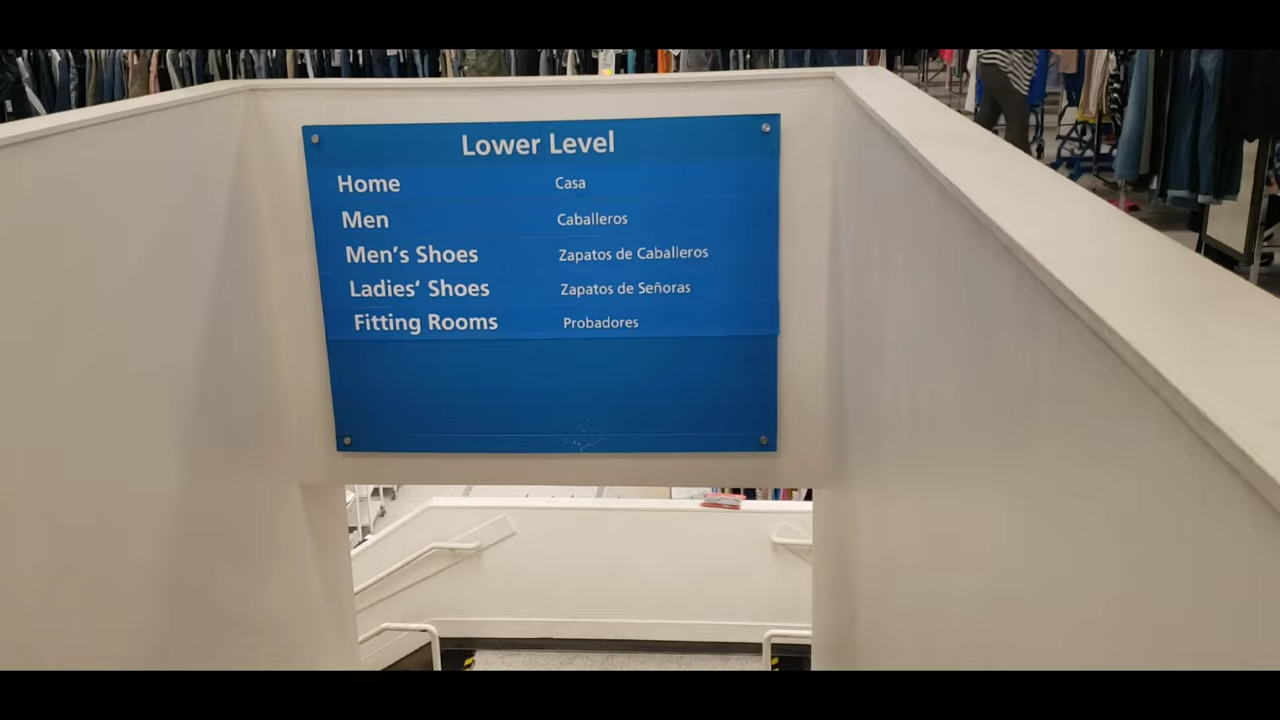 Lower Level
Home Casa
Men Caballeros
Men's Shoes Zapatos de Caballeros
Ladies' Shoes Zapatos de Señoras
Fitting Rooms Probadores